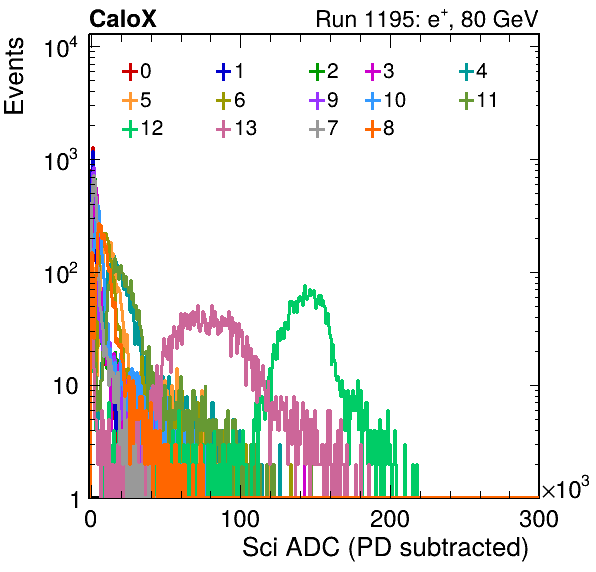 CaloX Run 1195: e⁺, 80 GeV
Events
10⁴
10³
10²
10
1
0 1 2 3 4
5 6 9 10 11
12 13 7 8
0 100 200 300
×10³
Sci ADC (PD subtracted)